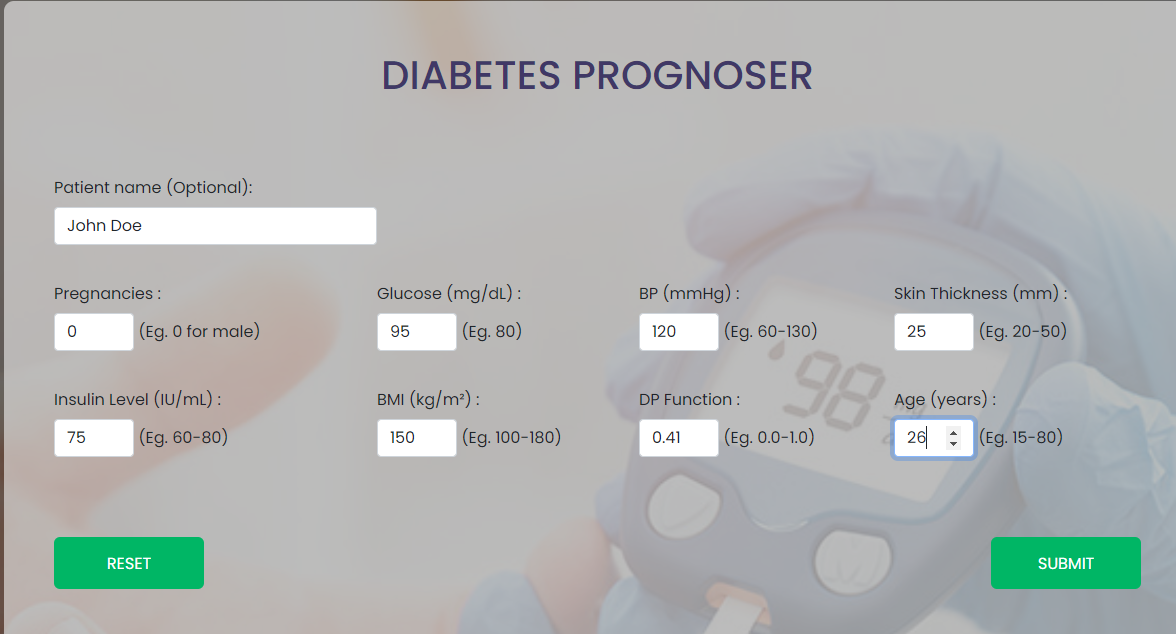 DIABETES PROGNOSER
Patient name (Optional):
John Doe
Pregnancies : Glucose (mg/dL) : BP (mmHg) : Skin Thickness (mm) :
0 (Eg. 0 for male) 95 (Eg. 80) 120 (Eg. 60-130) 25 (Eg. 20-50)
Insulin Level (IU/mL) : BMI (kg/m²) : DP Function : Age (years) :
75 (Eg. 60-80) 150 (Eg. 100-180) 0.41 (Eg. 0.0-1.0) 26 (Eg. 15-80)
98
RESET SUBMIT